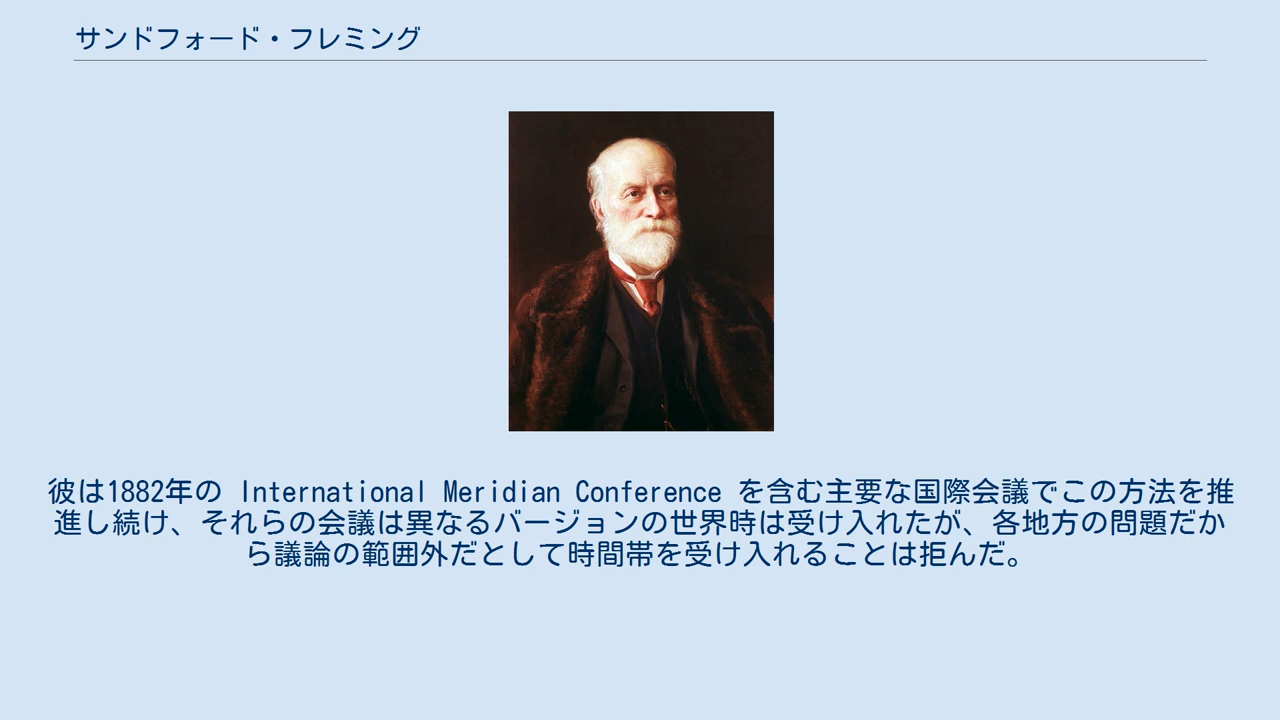 サンドフォード・フレミング
彼は1882年の International Meridian Conference を含む主要な国際会議でこの方法を推
進し続け、それらの会議は異なるバージョンの世界時は受け入れたが、各地方の問題だか
ら議論の範囲外だとして時間帯を受け入れることは拒んだ。